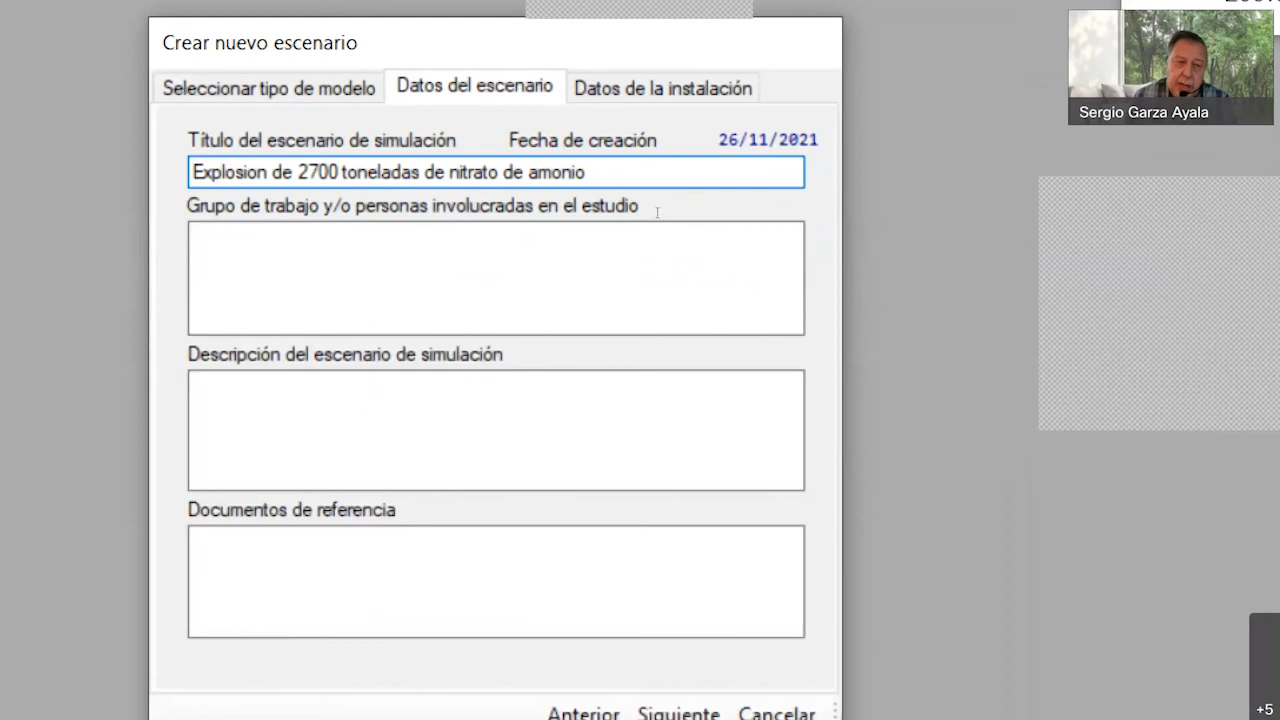 Crear nuevo escenario
Seleccionar tipo de modelo
Datos del escenario
Datos de la instalación
Título del escenario de simulación
Fecha de creación
26/11/2021
Explosion de 2700 toneladas de nitrato de amonio
Grupo de trabajo y/o personas involucradas en el estudio
Descripción del escenario de simulación
Documentos de referencia
Anterior
Siguiente
Cancelar
Sergio Garza Ayala
+5